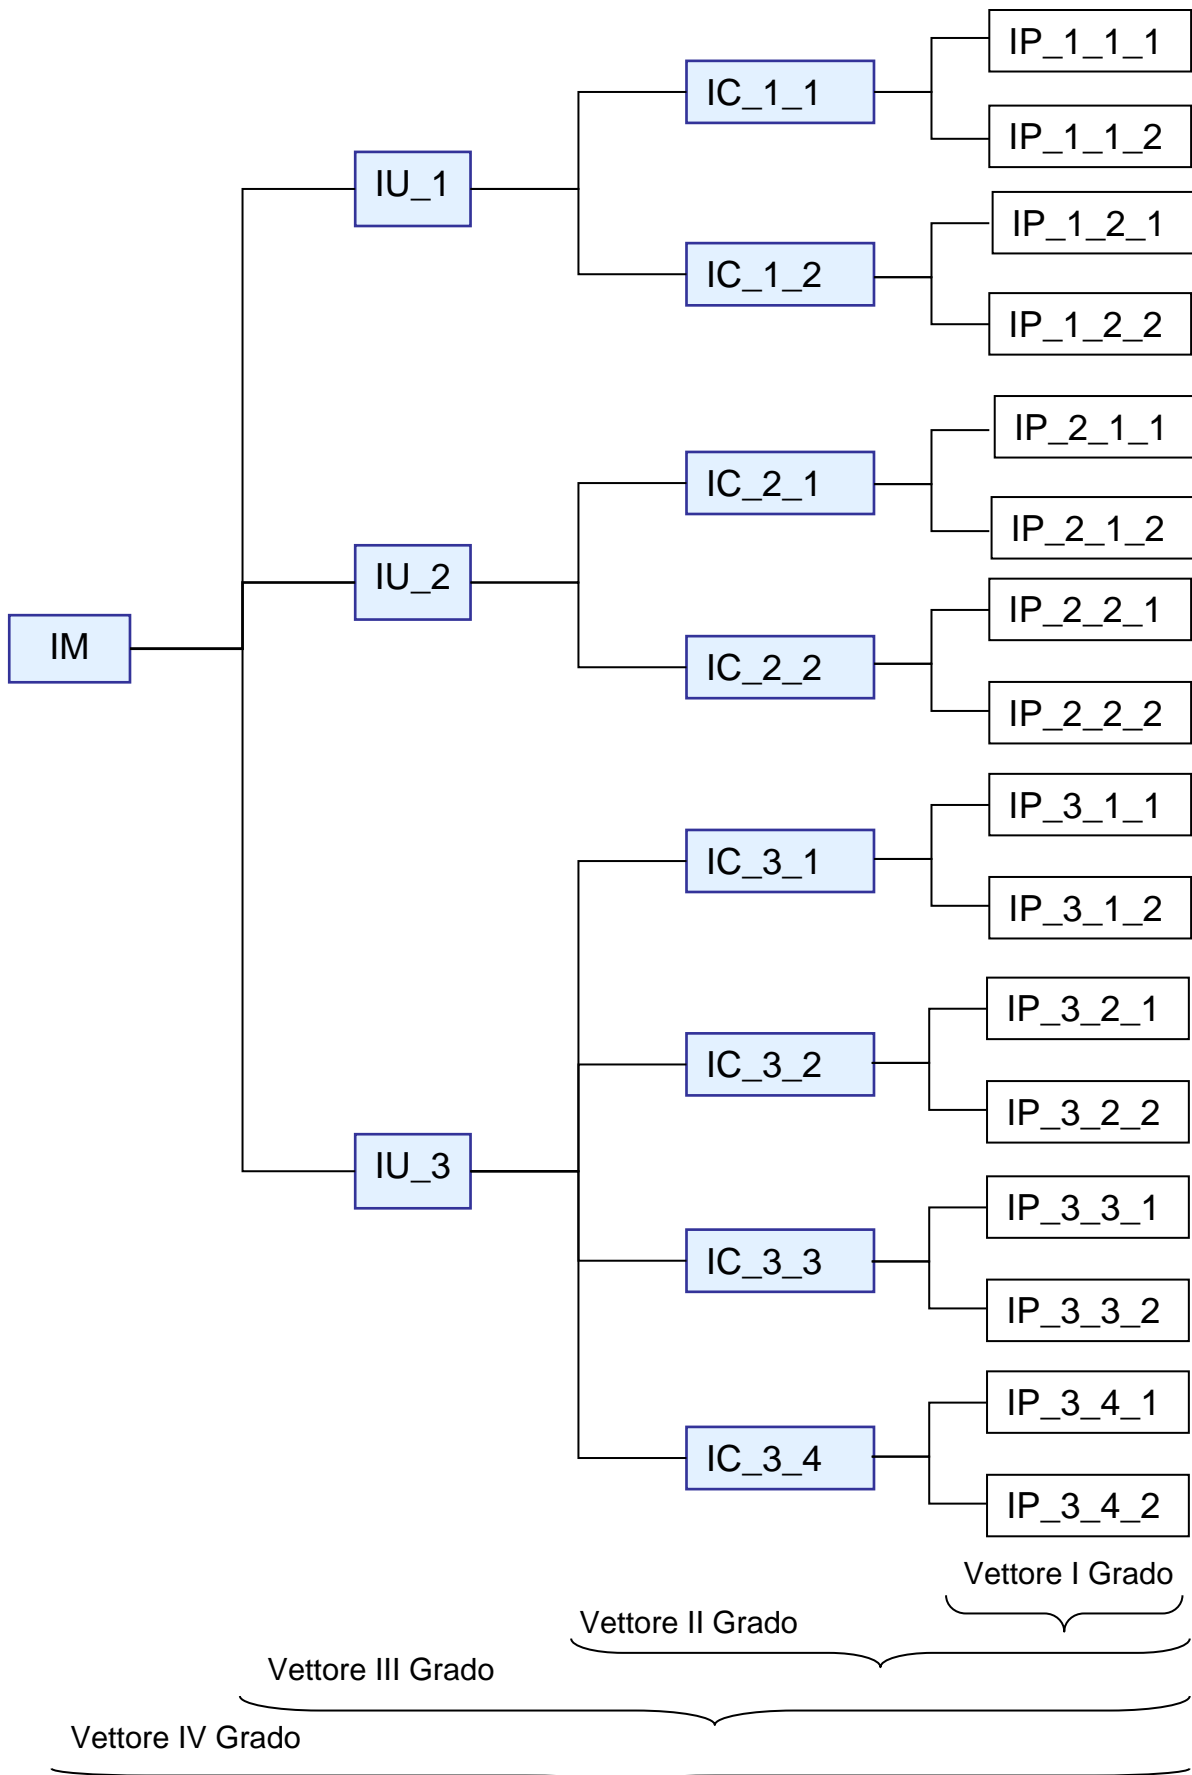 IP_1_1_1
IC_1_1
IP_1_1_2
IU_1
IP_1_2_1
IC_1_2
IP_1_2_2
IP_2_1_1
IC_2_1
IP_2_1_2
IU_2
IP_2_2_1
IM
IC_2_2
IP_2_2_2
IP_3_1_1
IC_3_1
IP_3_1_2
IP_3_2_1
IC_3_2
IP_3_2_2
IU_3
IP_3_3_1
IC_3_3
IP_3_3_2
IP_3_4_1
IC_3_4
IP_3_4_2
Vettore I Grado
Vettore II Grado
Vettore III Grado
Vettore IV Grado